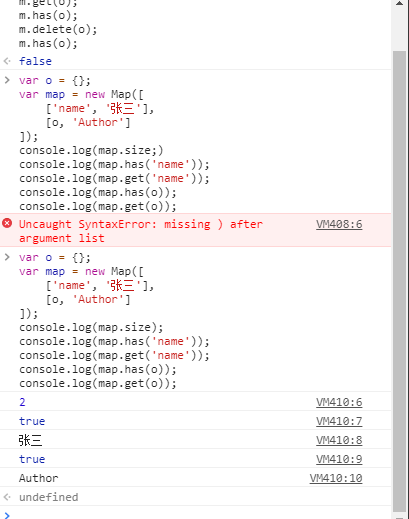 m.get(o);
m.has(o);
m.delete(o);
m.has(o);
false
var o = {};
var map = new Map([
['name', '张三'],
[o, 'Author']
]);
console.log(map.size;)
console.log(map.has('name'));
console.log(map.get('name'));
console.log(map.has(o));
console.log(map.get(o));
Uncaught SyntaxError: missing ) after VM408:6
argument list
var o = {};
var map = new Map([
['name', '张三'],
[o, 'Author']
]);
console.log(map.size);
console.log(map.has('name'));
console.log(map.get('name'));
console.log(map.has(o));
console.log(map.get(o));
2 VM410:6
true VM410:7
张三 VM410:8
true VM410:9
Author VM410:10
undefined